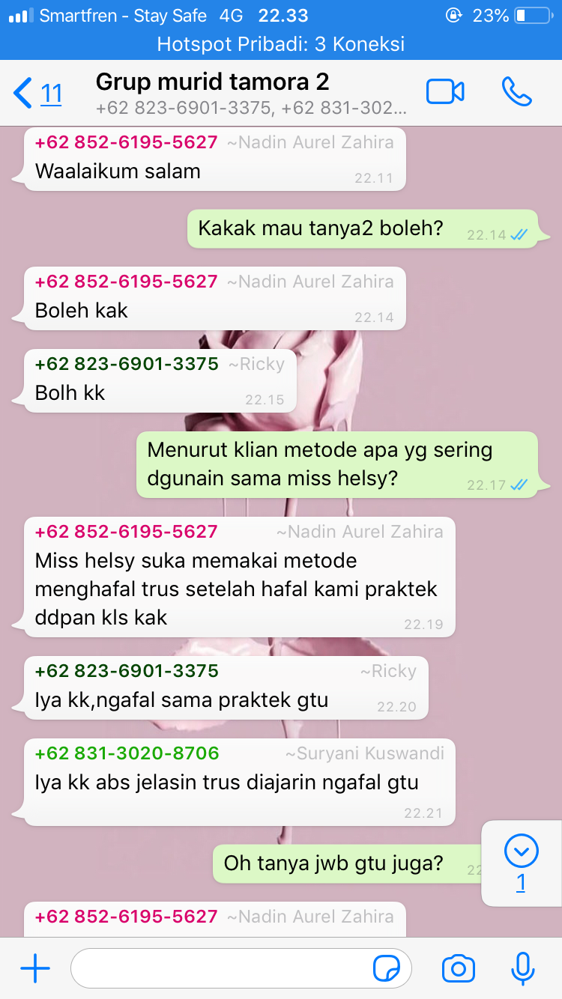 Smartfren - Stay Safe 4G 22.33 23%
Hotspot Pribadi: 3 Koneksi
11 Grup murid tamora 2
+62 823-6901-3375, +62 831-302...
+62 852-6195-5627 ~Nadin Aurel Zahira
Waalaikum salam 22.11
Kakak mau tanya2 boleh? 22.14
+62 852-6195-5627 ~Nadin Aurel Zahira
Boleh kak 22.14
+62 823-6901-3375 ~Ricky
Bolh kk 22.15
Menurut klian metode apa yg sering
dgunain sama miss helsy? 22.17
+62 852-6195-5627 ~Nadin Aurel Zahira
Miss helsy suka memakai metode
menghafal trus setelah hafal kami praktek
ddpan kls kak 22.19
+62 823-6901-3375 ~Ricky
Iya kk,ngafal sama praktek gtu 22.20
+62 831-3020-8706 ~Suryani Kuswandi
Iya kk abs jelasin trus diajarin ngafal gtu
22.21
Oh tanya jwb gtu juga? 22
1
+62 852-6195-5627 ~Nadin Aurel Zahira